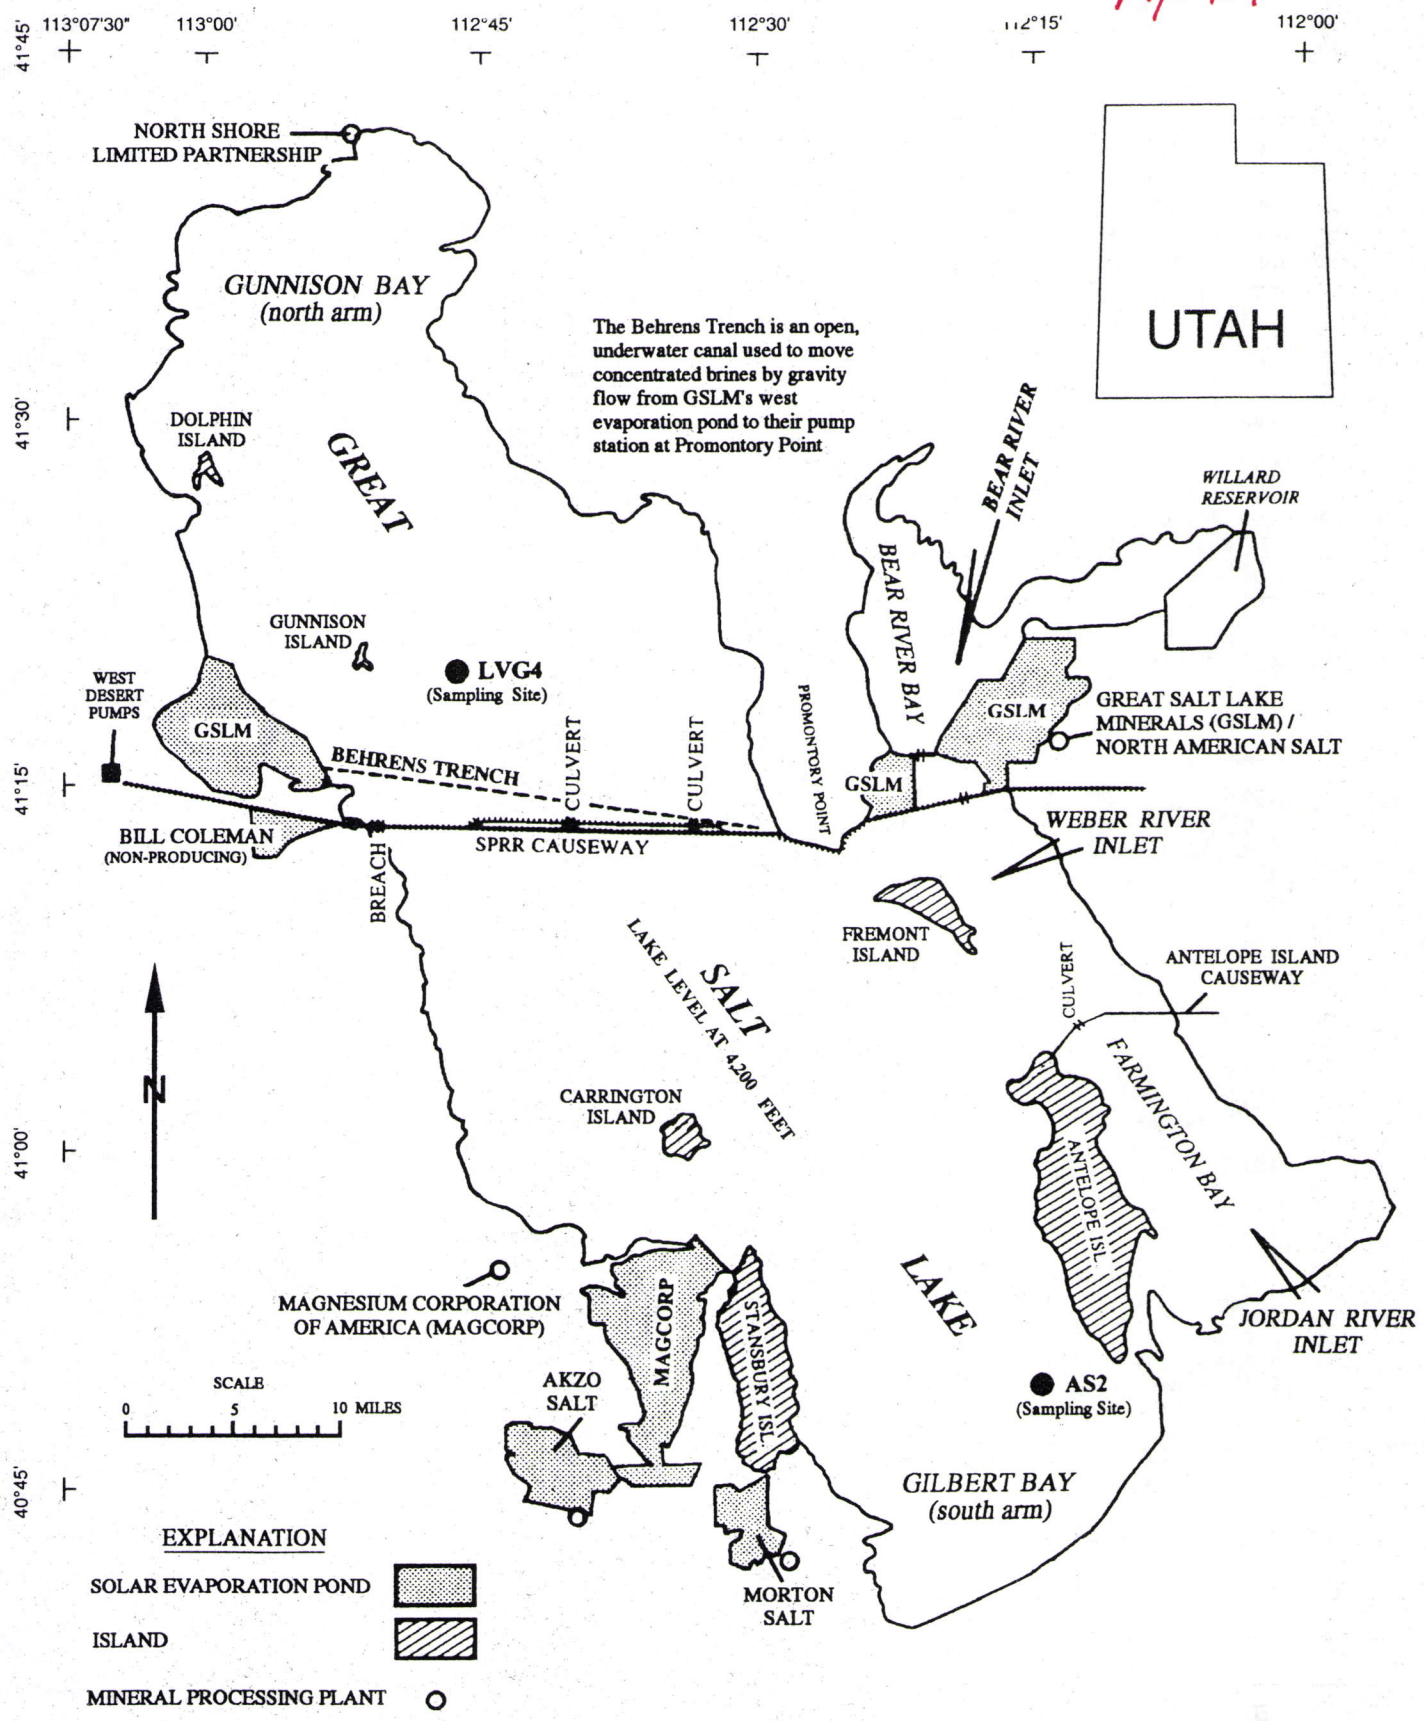 113°07'30"
113°00'
112°45'
112°30'
112°15'
112°00'
41°45'
NORTH SHORE
LIMITED PARTNERSHIP
GUNNISON BAY
(north arm)
UTAH
The Behrens Trench is an open,
underwater canal used to move
concentrated brines by gravity
flow from GSLM's west
evaporation pond to their pump
station at Promontory Point
41°30'
DOLPHIN
ISLAND
GREAT
BEAR RIVER
INLET
WILLARD
RESERVOIR
BEAR RIVER BAY
GUNNISON
ISLAND
LVG4
(Sampling Site)
WEST
DESERT
PUMPS
GSLM
PROMONTORY POINT
GSLM
GREAT SALT LAKE
MINERALS (GSLM) /
NORTH AMERICAN SALT
GSLM
BEHRENS TRENCH
CULVERT
CULVERT
41°15'
BILL COLEMAN
(NON-PRODUCING)
BREACH
SPRR CAUSEWAY
WEBER RIVER
INLET
FREMONT
ISLAND
CULVERT
ANTELOPE ISLAND
CAUSEWAY
SALT
LAKE LEVEL AT 4,200 FEET
N
FARMINGTON BAY
CARRINGTON
ISLAND
41°00'
ANTELOPE ISL.
LAKE
MAGNESIUM CORPORATION
OF AMERICA (MAGCORP)
MAGCORP
STANSBURY ISL.
JORDAN RIVER
INLET
SCALE
0 5 10 MILES
AKZO
SALT
AS2
(Sampling Site)
40°45'
GILBERT BAY
(south arm)
MORTON
SALT
EXPLANATION
SOLAR EVAPORATION POND
ISLAND
MINERAL PROCESSING PLANT